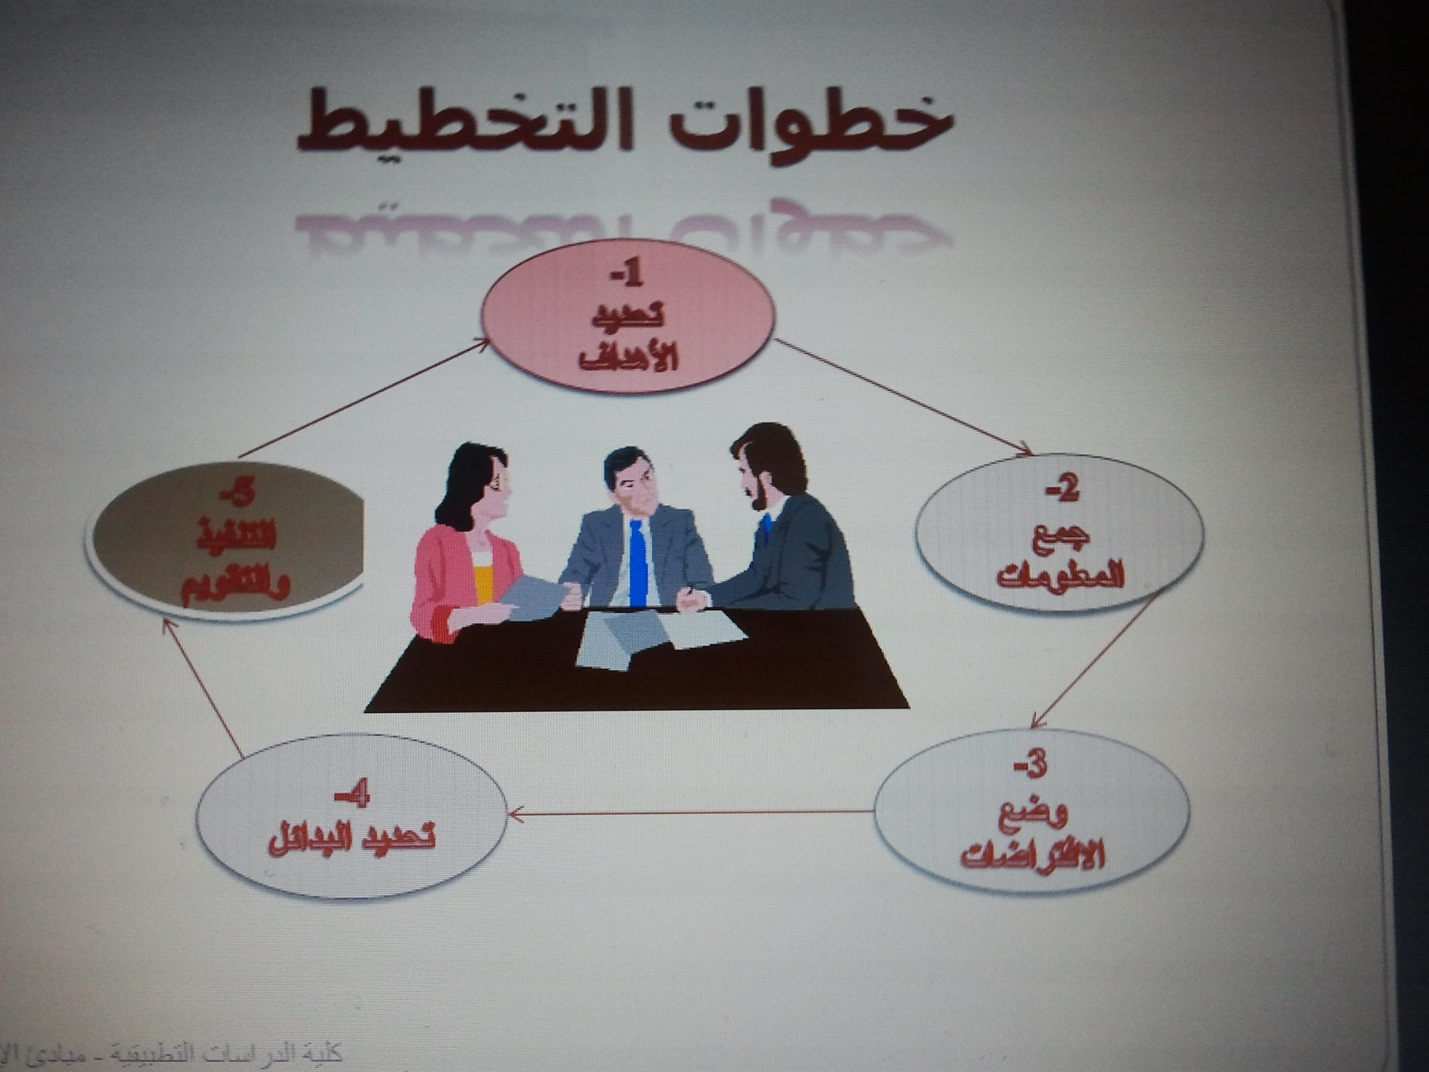 خطوات التخطيط
1-
تحديد
الأهداف
2-
جمع
المعلومات
3-
وضع
الافتراضات
4-
تحديد البدائل
5-
التنفيذ
والتقويم
كلية الدراسات التطبيقية - مبادئ